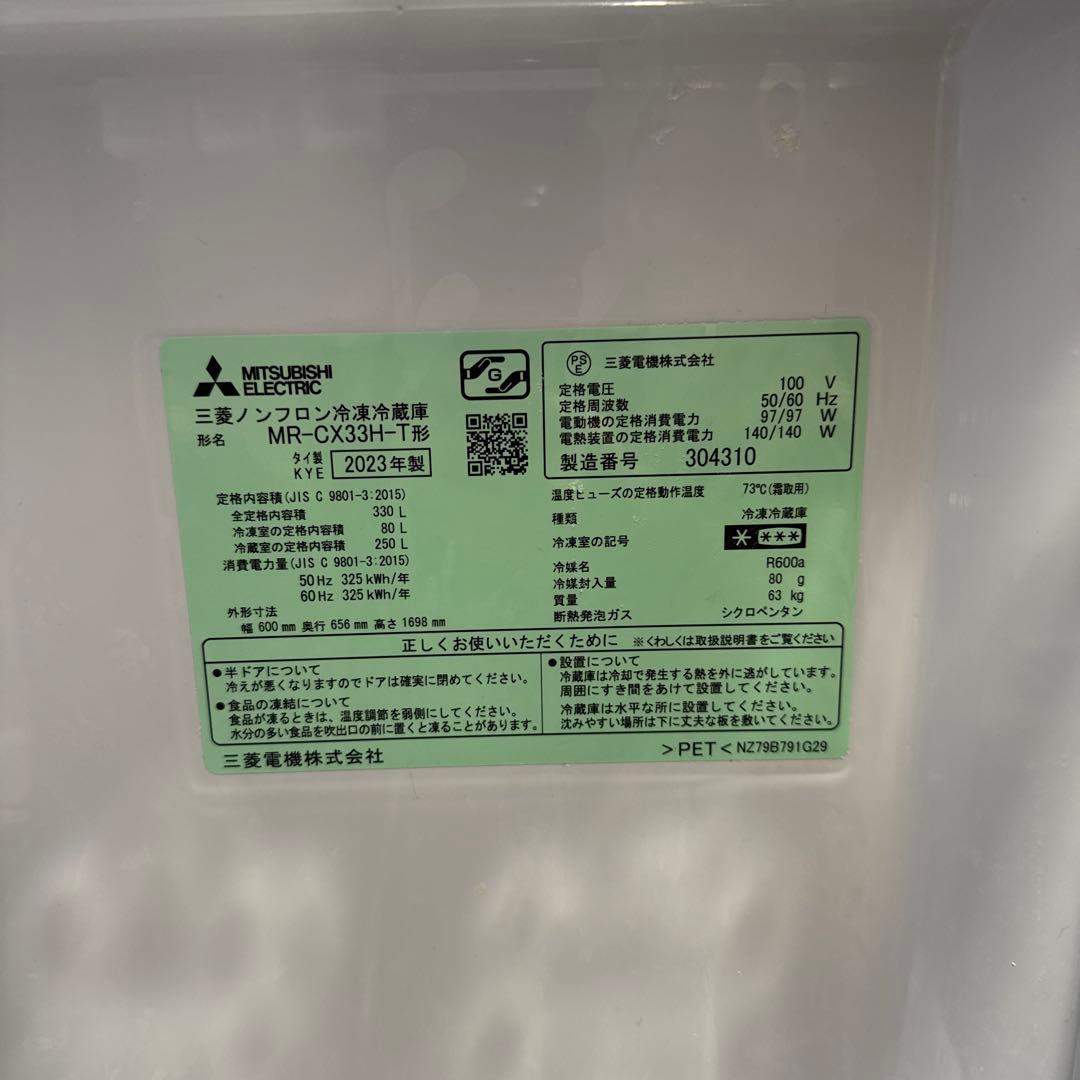 MITSUBISHI
ELECTRIC
G
三菱ノンフロン冷凍冷蔵庫
形名 MR-CX33H-T形
タイ製
KYE 2023年製
定格内容積(JIS C 9801-3:2015)
全定格内容積 330 L
冷凍室の定格内容積 80 L
冷蔵室の定格内容積 250 L
消費電力量(JIS C 9801-3:2015)
50Hz 325kWh/年
60Hz 325kWh/年
外形寸法
幅 600mm 奥行 656mm 高さ 1698mm
PSE 三菱電機株式会社
定格電圧 100 V
定格周波数 50/60 Hz
電動機の定格消費電力 97/97 W
電熱装置の定格消費電力 140/140 W
製造番号 304310
温度ヒューズの定格動作温度 73℃(霜取用)
種類 冷凍冷蔵庫
冷凍室の記号 * ***
冷媒名 R600a
冷媒封入量 80 g
質量 63 kg
断熱発泡ガス シクロペンタン
正しくお使いいただくために ※くわしくは取扱説明書をご覧ください
●半ドアについて
冷えが悪くなりますのでドアは確実に閉めてください。
●食品の凍結について
食品が凍るときは、温度調節を弱側にしてください。
水分の多い食品を吹出口の前に置くと凍ることがあります。
●設置について
冷蔵庫は冷却で発生する熱を外に逃がしています。
周囲にすき間をあけて設置してください。
冷蔵庫は水平な所に設置してください。
沈みやすい場所は下に丈夫な板を敷いてください。
三菱電機株式会社
>PET< NZ79B791G29